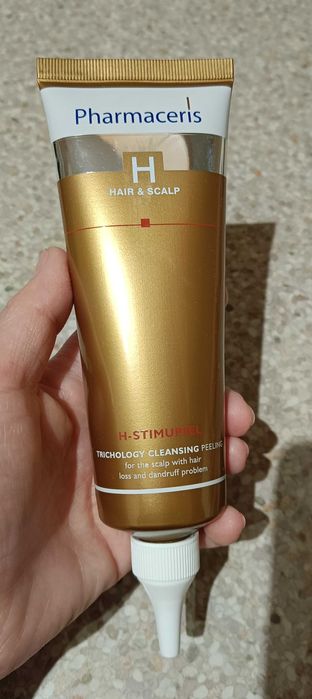 Pharmaceris
H
HAIR & SCALP
H-STIMUPEEL
TRICHOLOGY CLEANSING PEELING
for the scalp with hair
loss and dandruff problem